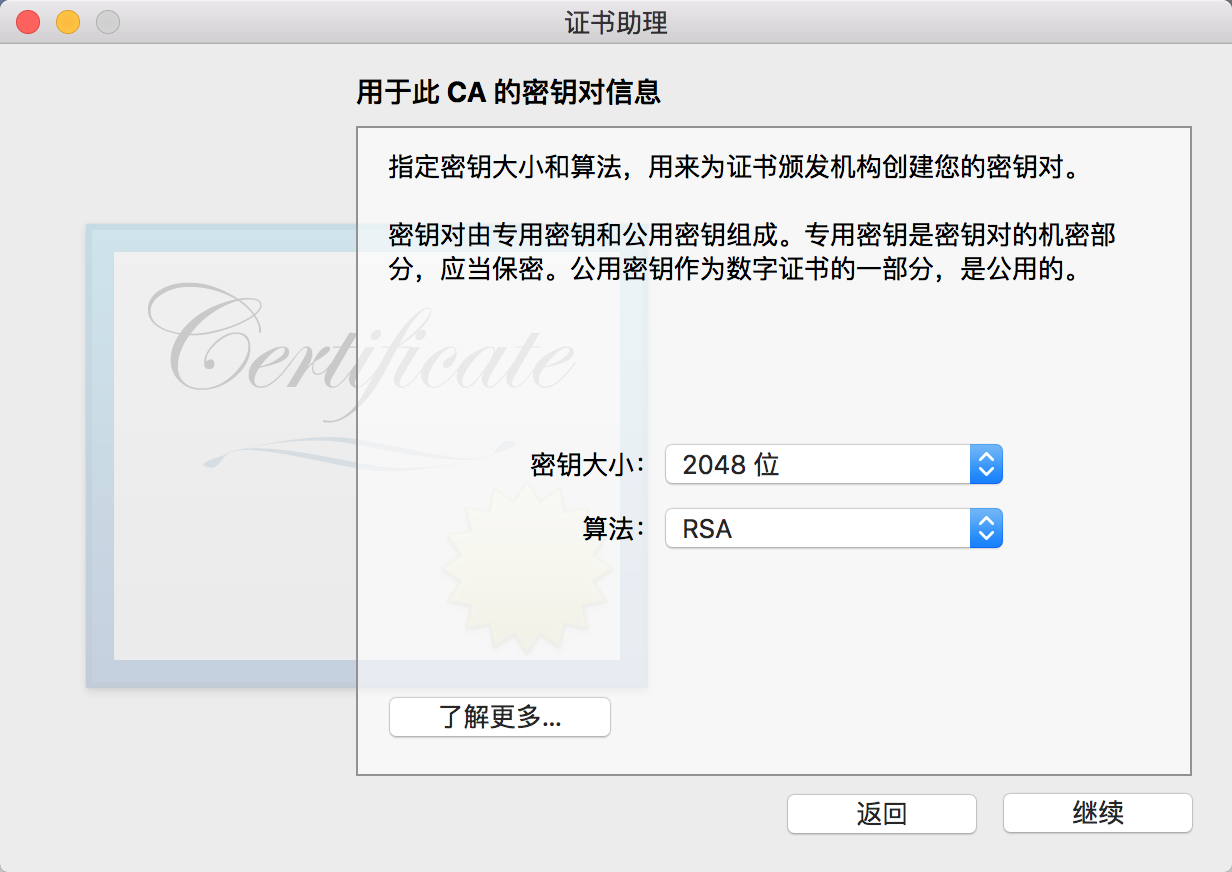 证书助理
用于此 CA 的密钥对信息
指定密钥大小和算法，用来为证书颁发机构创建您的密钥对。
密钥对由专用密钥和公用密钥组成。专用密钥是密钥对的机密部
分，应当保密。公用密钥作为数字证书的一部分，是公用的。
Certificate
密钥大小： 2048 位
算法： RSA
了解更多...
返回 继续